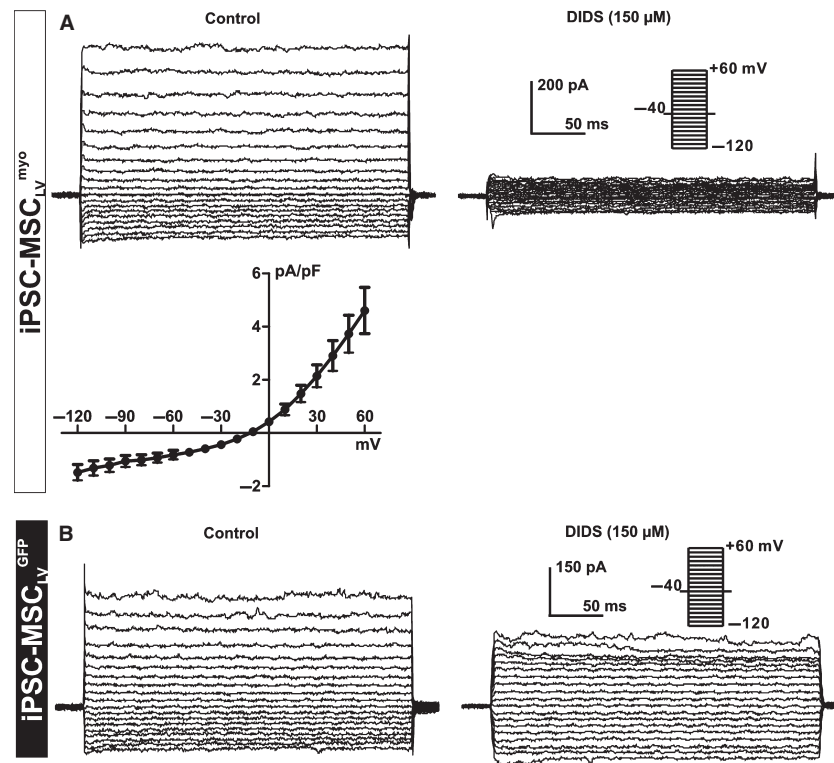 A
Control
DIDS (150 µM)
iPSC-MSC LV myo
200 pA
50 ms
+60 mV
–40
–120
6 pA/pF
4
2
–120 –90 –60 –30 30 60
mV
–2
B
Control
DIDS (150 µM)
iPSC-MSC LV GFP
150 pA
50 ms
+60 mV
–40
–120